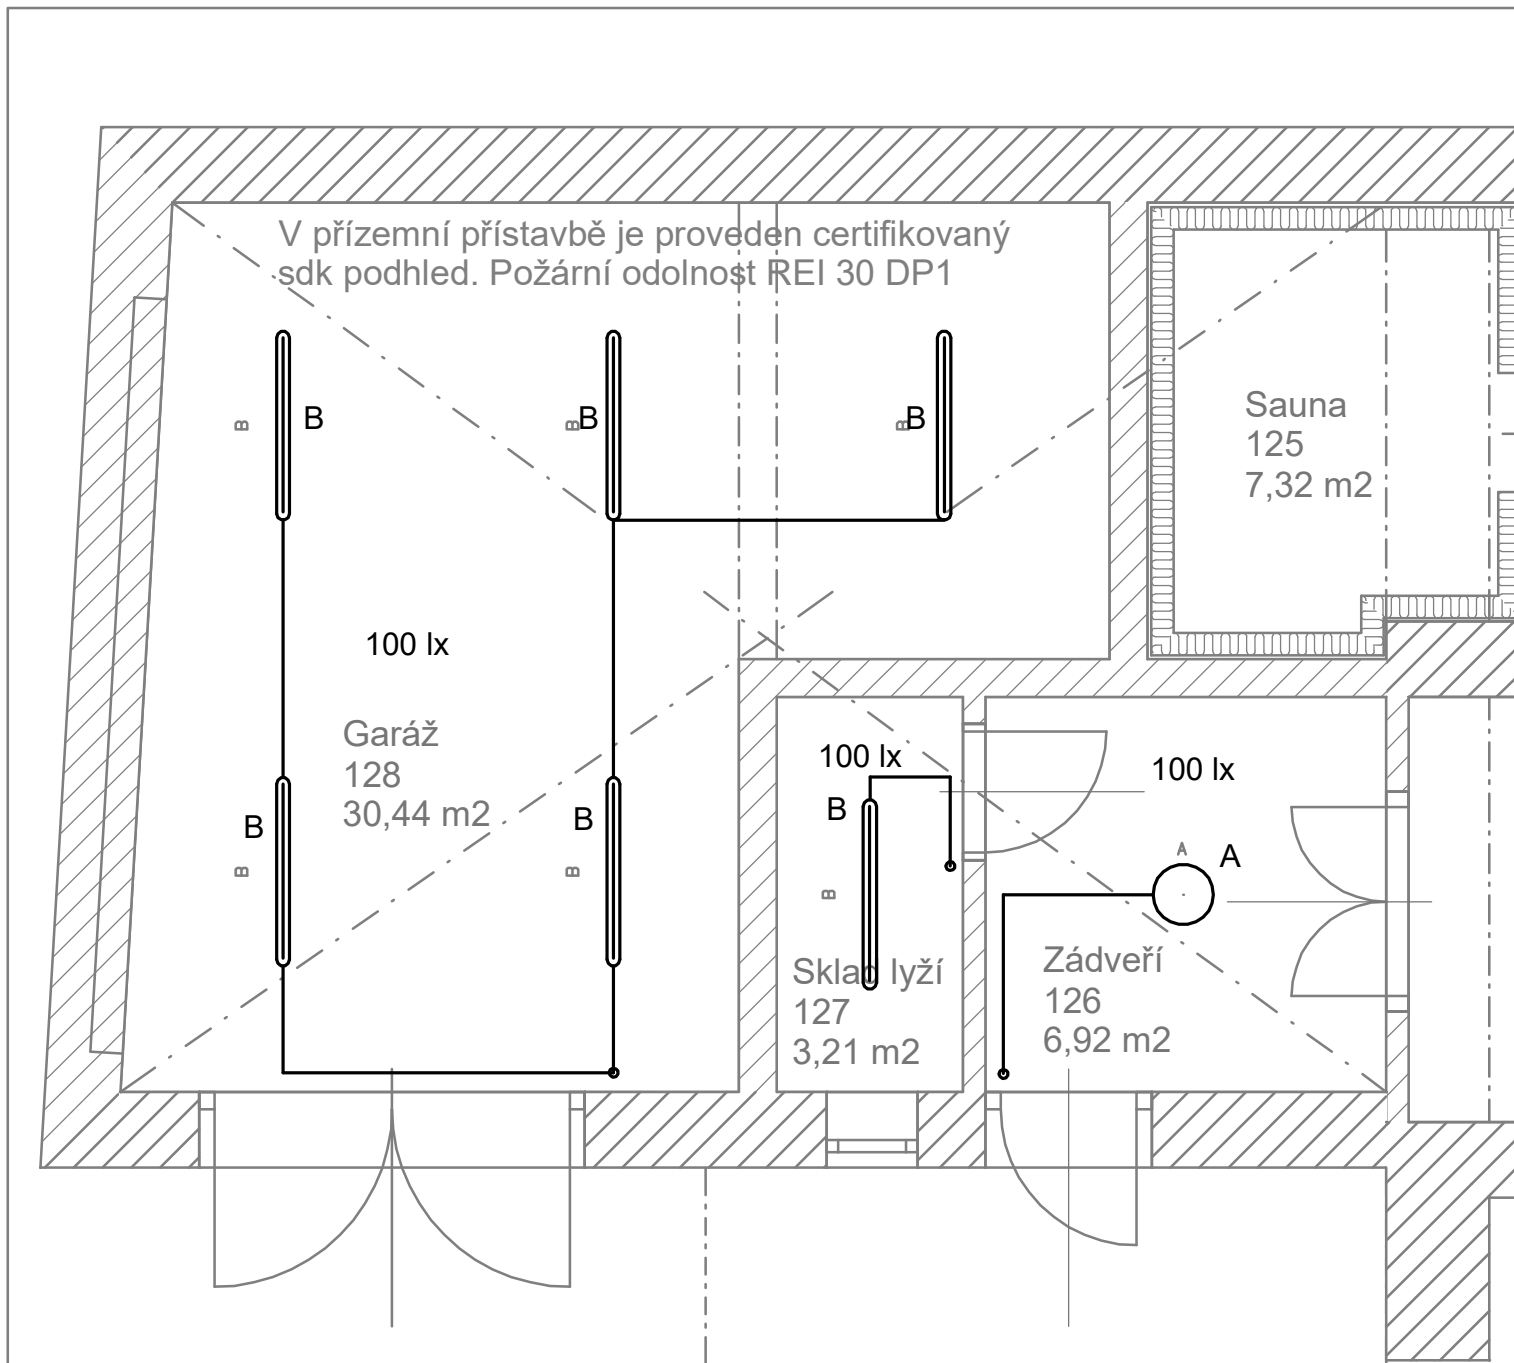 V přízemní přístavbě je proveden certifikovaný
sdk podhled. Požární odolnost REI 30 DP1
B
B
B
B
B
B
Sauna
125
7,32 m2
100 lx
Garáž
128
30,44 m2
B
B
B
B
100 lx
B
B
Sklad lyží
127
3,21 m2
100 lx
A
A
Zádveří
126
6,92 m2